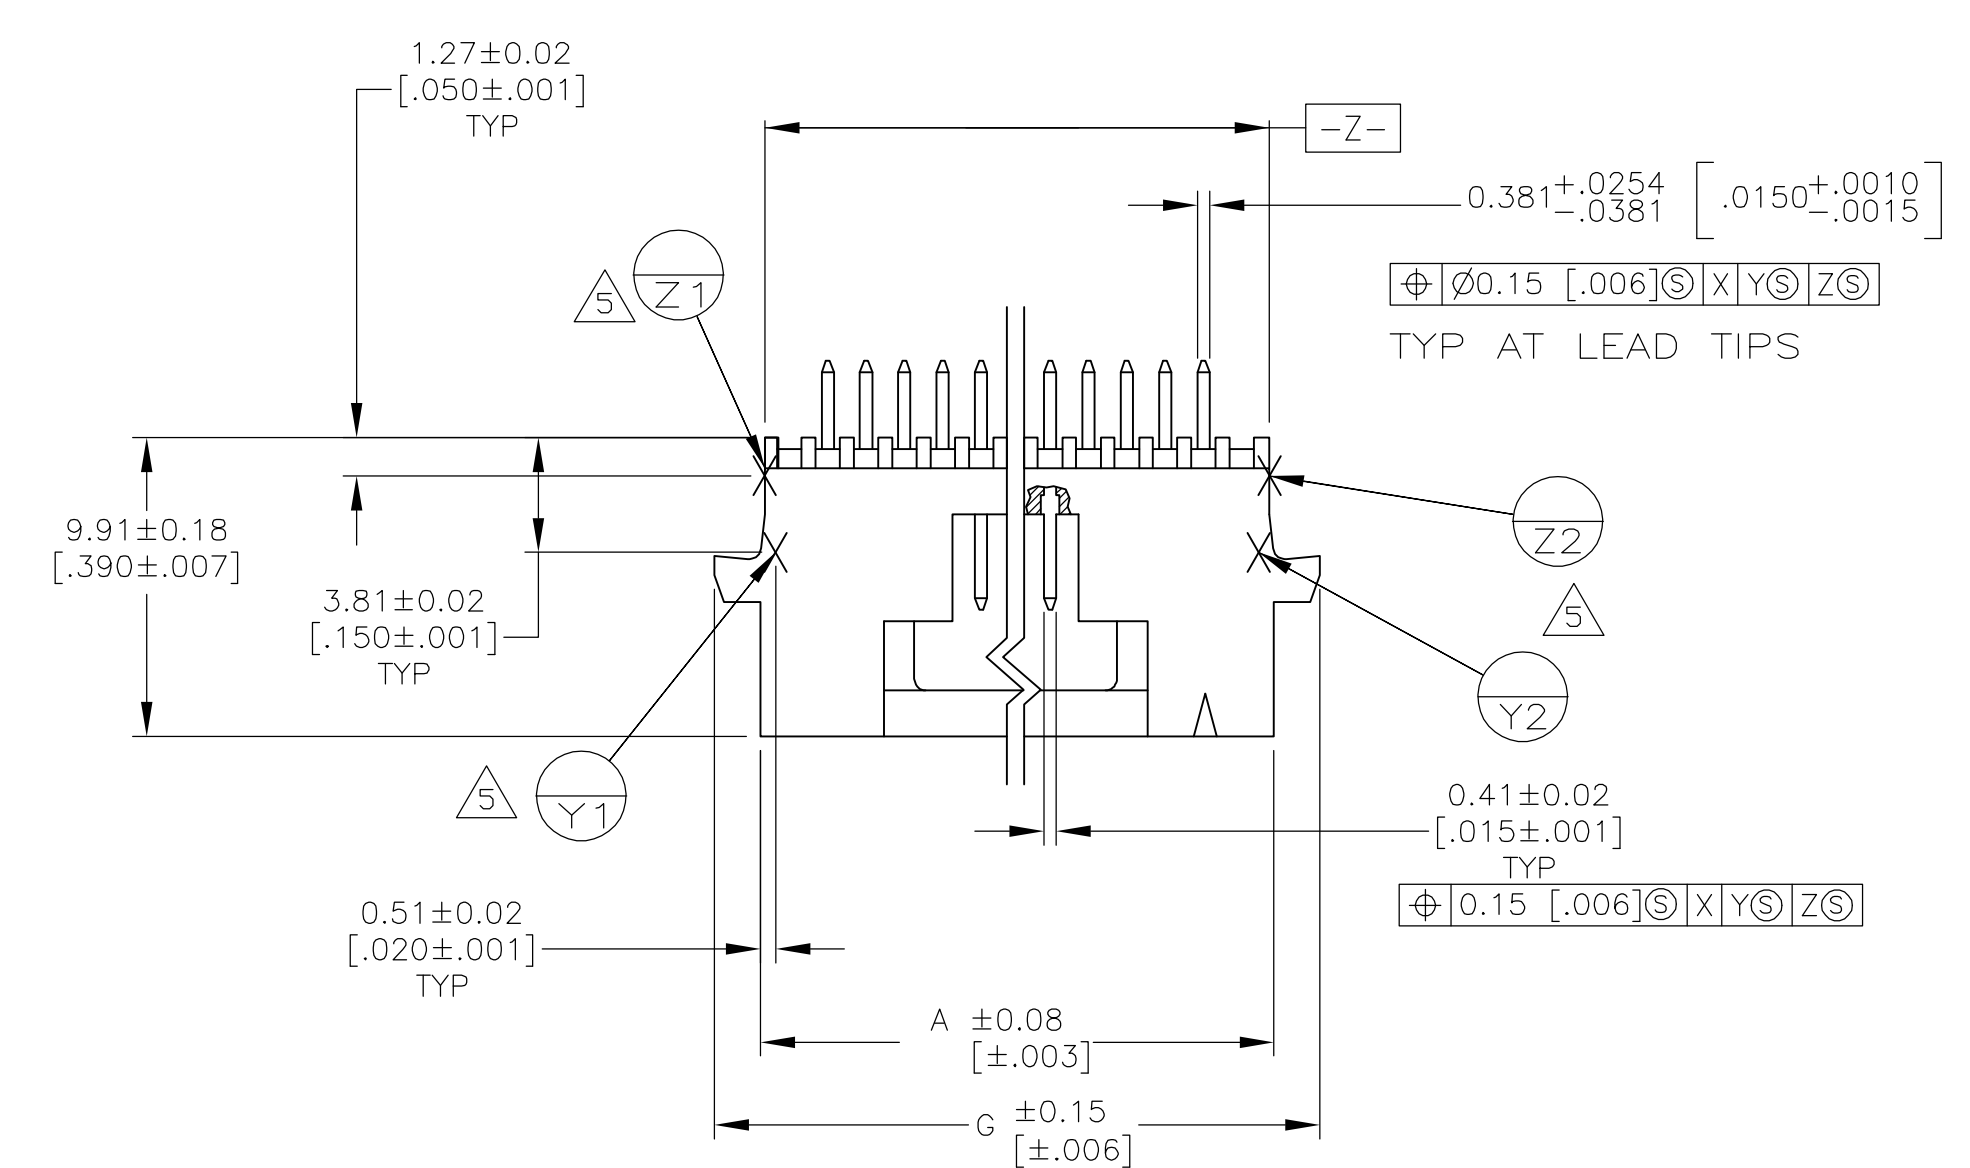 1.27±0.02
[.050±.001]
TYP
-Z-
0.381 +.0254 -.0381 [.0150 +.0010 -.0015]
⌖ Ø0.15 [.006]Ⓢ X YⓈ ZⓈ
TYP AT LEAD TIPS
5
Z1
9.91±0.18
[.390±.007]
3.81±0.02
[.150±.001]
TYP
Z2
5
Y2
5
Y1
0.41±0.02
[.015±.001]
TYP
⌖ 0.15 [.006]Ⓢ X YⓈ ZⓈ
0.51±0.02
[.020±.001]
TYP
A ±0.08
[±.003]
G ±0.15
[±.006]